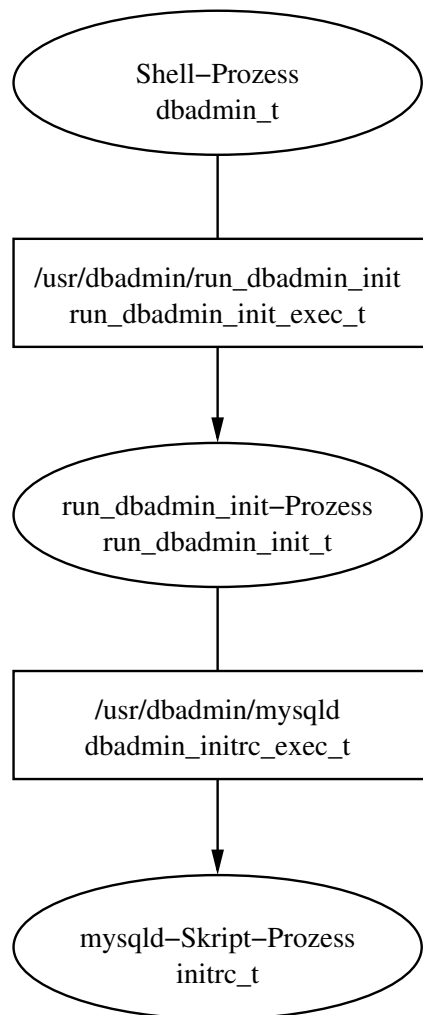 Shell–Prozess
dbadmin_t
/usr/dbadmin/run_dbadmin_init
run_dbadmin_init_exec_t
run_dbadmin_init–Prozess
run_dbadmin_init_t
/usr/dbadmin/mysqld
dbadmin_initrc_exec_t
mysqld–Skript–Prozess
initrc_t